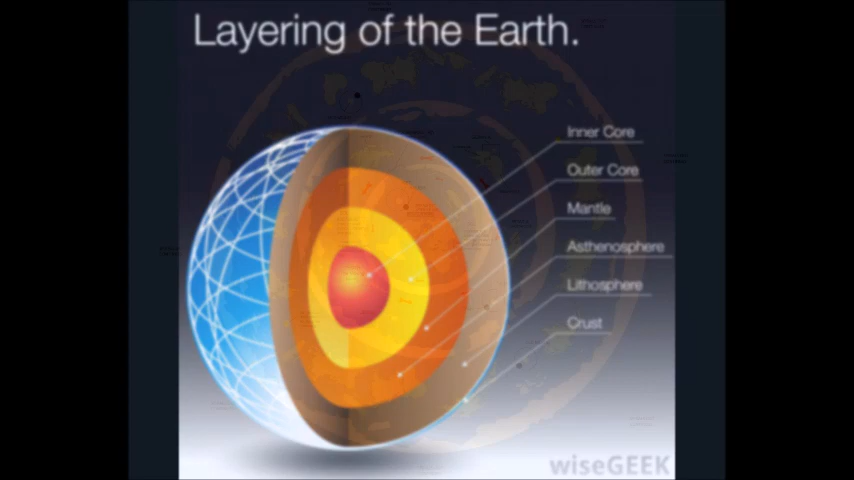 Layering of the Earth.
Inner Core
Outer Core
Mantle
Asthenosphere
Lithosphere
Crust
wiseGEEK